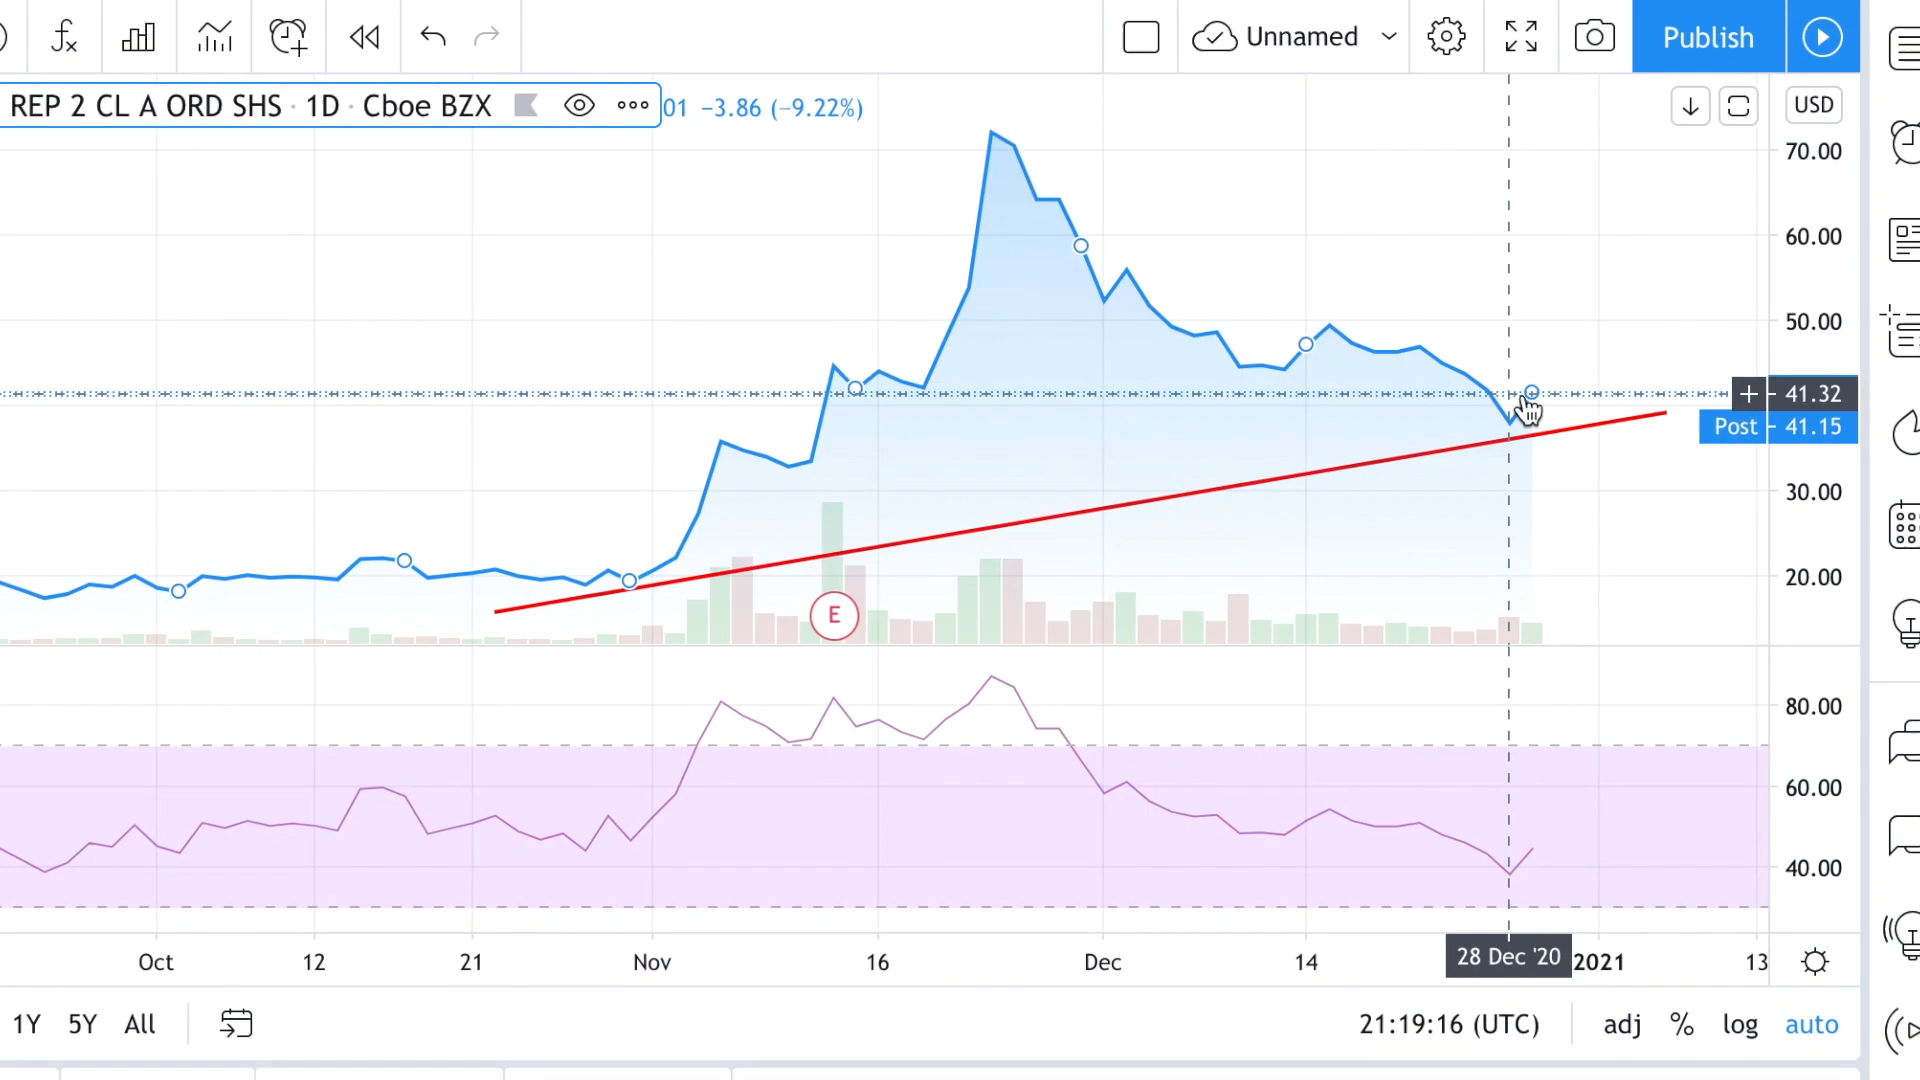 fx
Unnamed
Publish
REP 2 CL A ORD SHS · 1D · Cboe BZX
01 −3.86 (−9.22%)
USD
70.00
60.00
50.00
+ 41.32
Post 41.15
30.00
20.00
E
80.00
60.00
40.00
Oct 12 21 Nov 16 Dec 14 28 Dec '20 2021 13
1Y 5Y All
21:19:16 (UTC)
adj % log auto